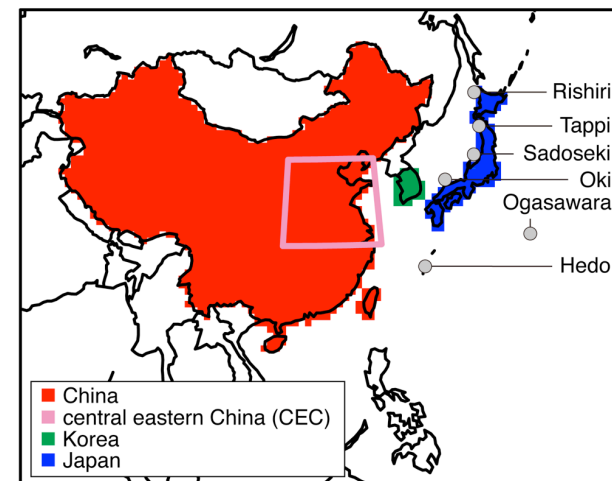 Rishiri
Tappi
Sadoseki
Oki
Ogasawara
Hedo
China
central eastern China (CEC)
Korea
Japan